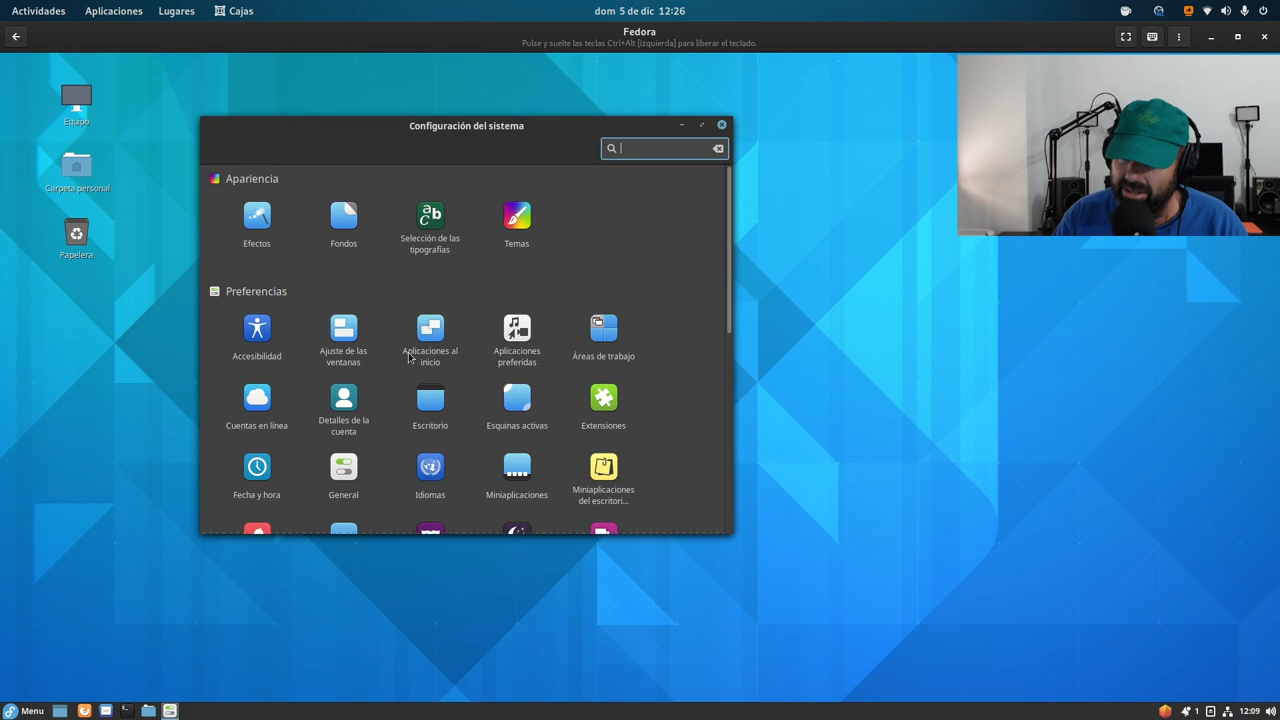 Actividades Aplicaciones Lugares Cajas dom 5 de dic 12:26
Fedora
Pulse y suelte las teclas Ctrl+Alt [izquierda] para liberar el teclado.
Equipo
Carpeta personal
Papelera
Configuración del sistema
Apariencia
Efectos
Fondos
Selección de las
tipografías
Temas
Preferencias
Accesibilidad
Ajuste de las
ventanas
Aplicaciones al
inicio
Aplicaciones
preferidas
Áreas de trabajo
Cuentas en línea
Detalles de la
cuenta
Escritorio
Esquinas activas
Extensiones
Fecha y hora
General
Idiomas
Miniaplicaciones
Miniaplicaciones
del escritori...
Menu 1 12:09